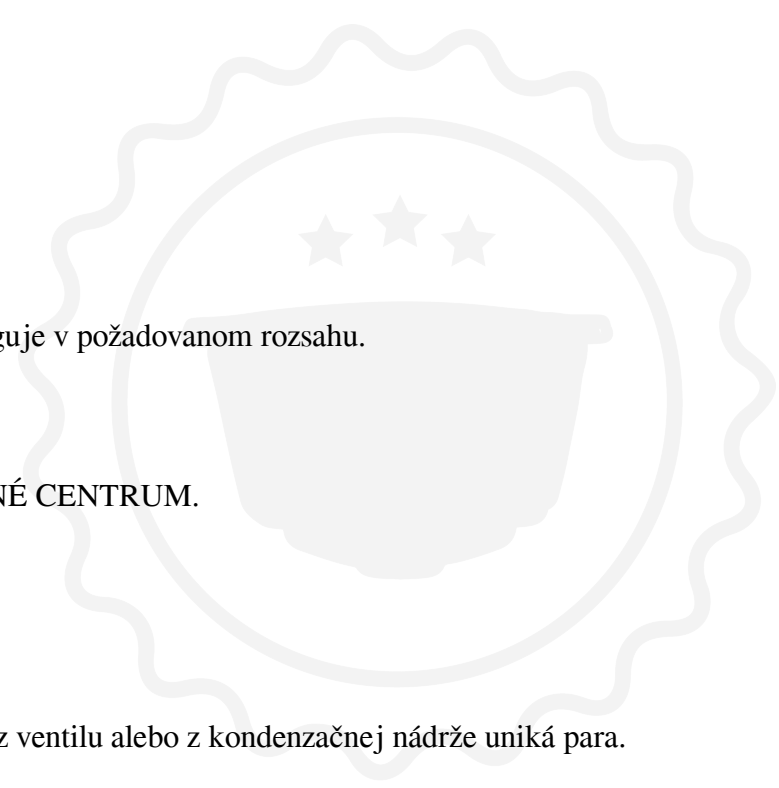 guje v požadovanom rozsahu.
NÉ CENTRUM.
z ventilu alebo z kondenzačnej nádrže uniká para.